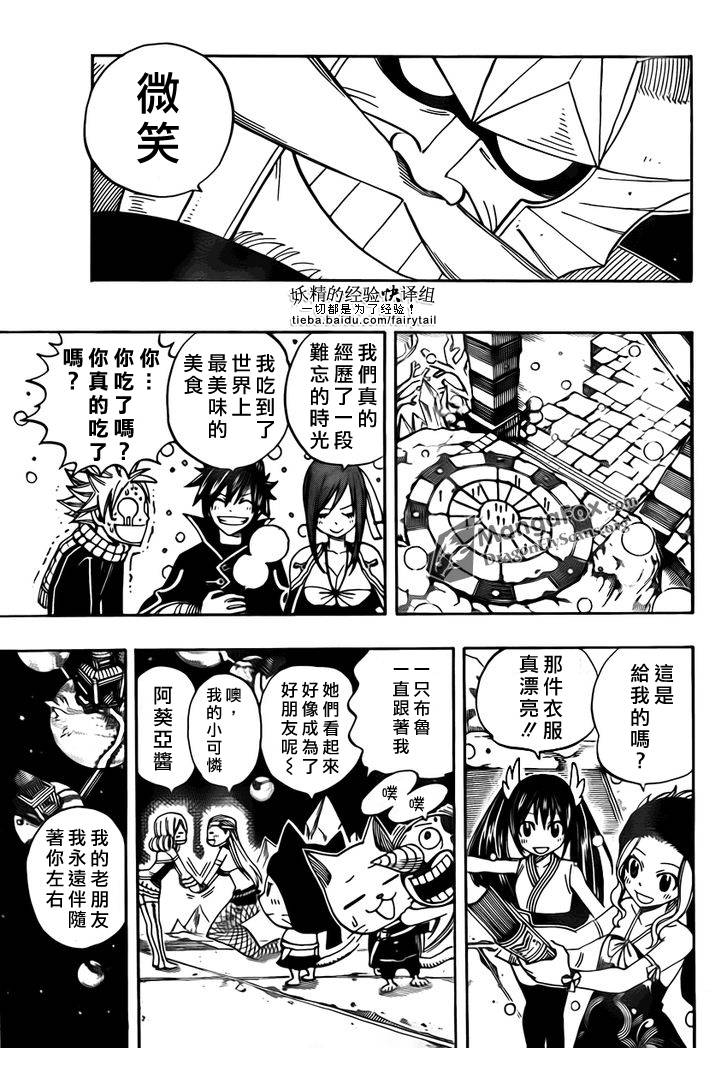 微笑
妖精的经验快译组
一切都是为了经验！
tieba.baidu.com/fairytail
我們真的
經歷了一段
難忘的時光
我吃到了
世界上
最美味的
美食
你…
你吃了嗎？
你真的吃了
嗎？
MangaFox.com
這是
給我的嗎？
那件衣服
真漂亮!!
一只布魯
一直跟著我
噗
噗
她們看起來
好像成為了
好朋友呢～
噢，
我的小可憐
阿葵亞醬
我的老朋友
我永遠伴隨
著你左右